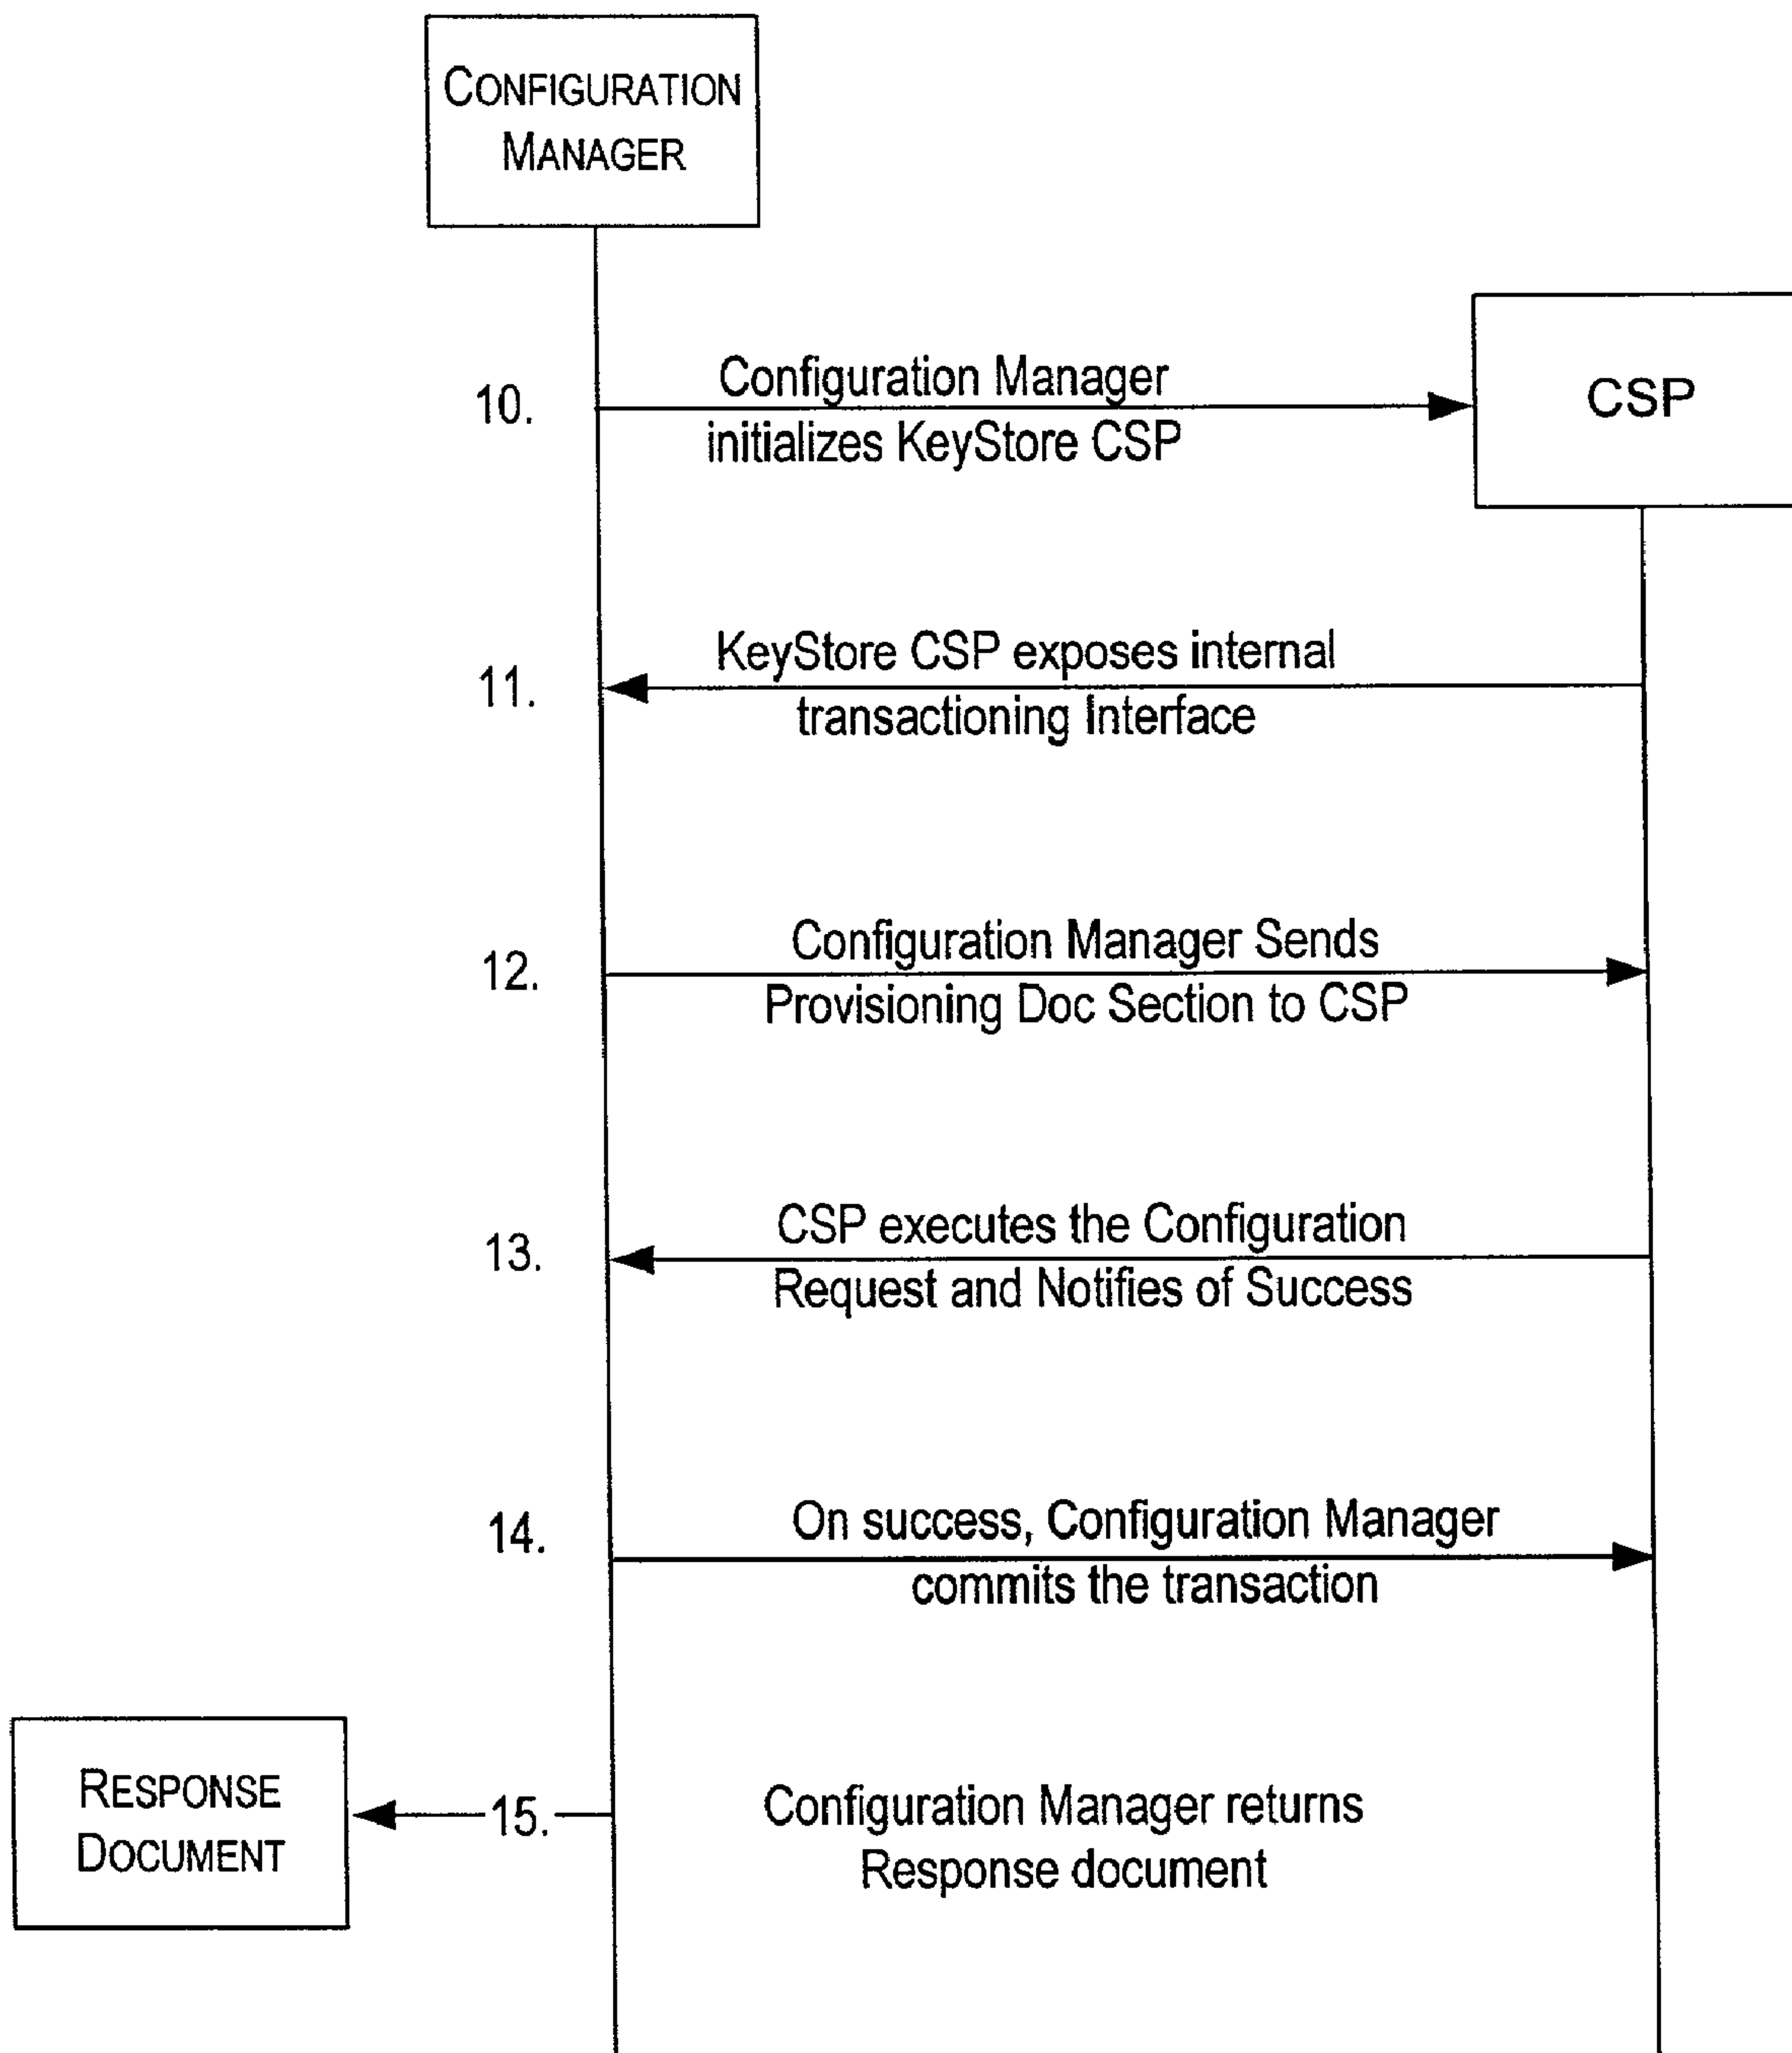 CONFIGURATION
MANAGER
10.
Configuration Manager
initializes KeyStore CSP
CSP
11.
KeyStore CSP exposes internal
transactioning Interface
12.
Configuration Manager Sends
Provisioning Doc Section to CSP
13.
CSP executes the Configuration
Request and Notifies of Success
14.
On success, Configuration Manager
commits the transaction
RESPONSE
DOCUMENT
15.
Configuration Manager returns
Response document